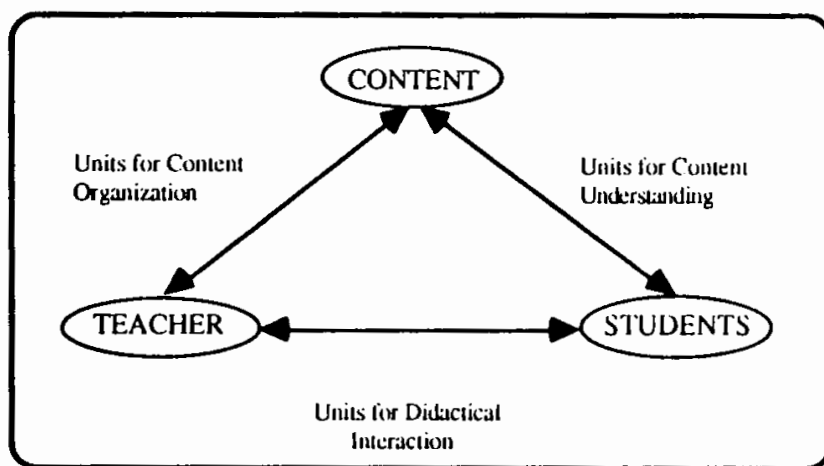 CONTENT
Units for Content
Organization
Units for Content
Understanding
TEACHER
STUDENTS
Units for Didactical
Interaction